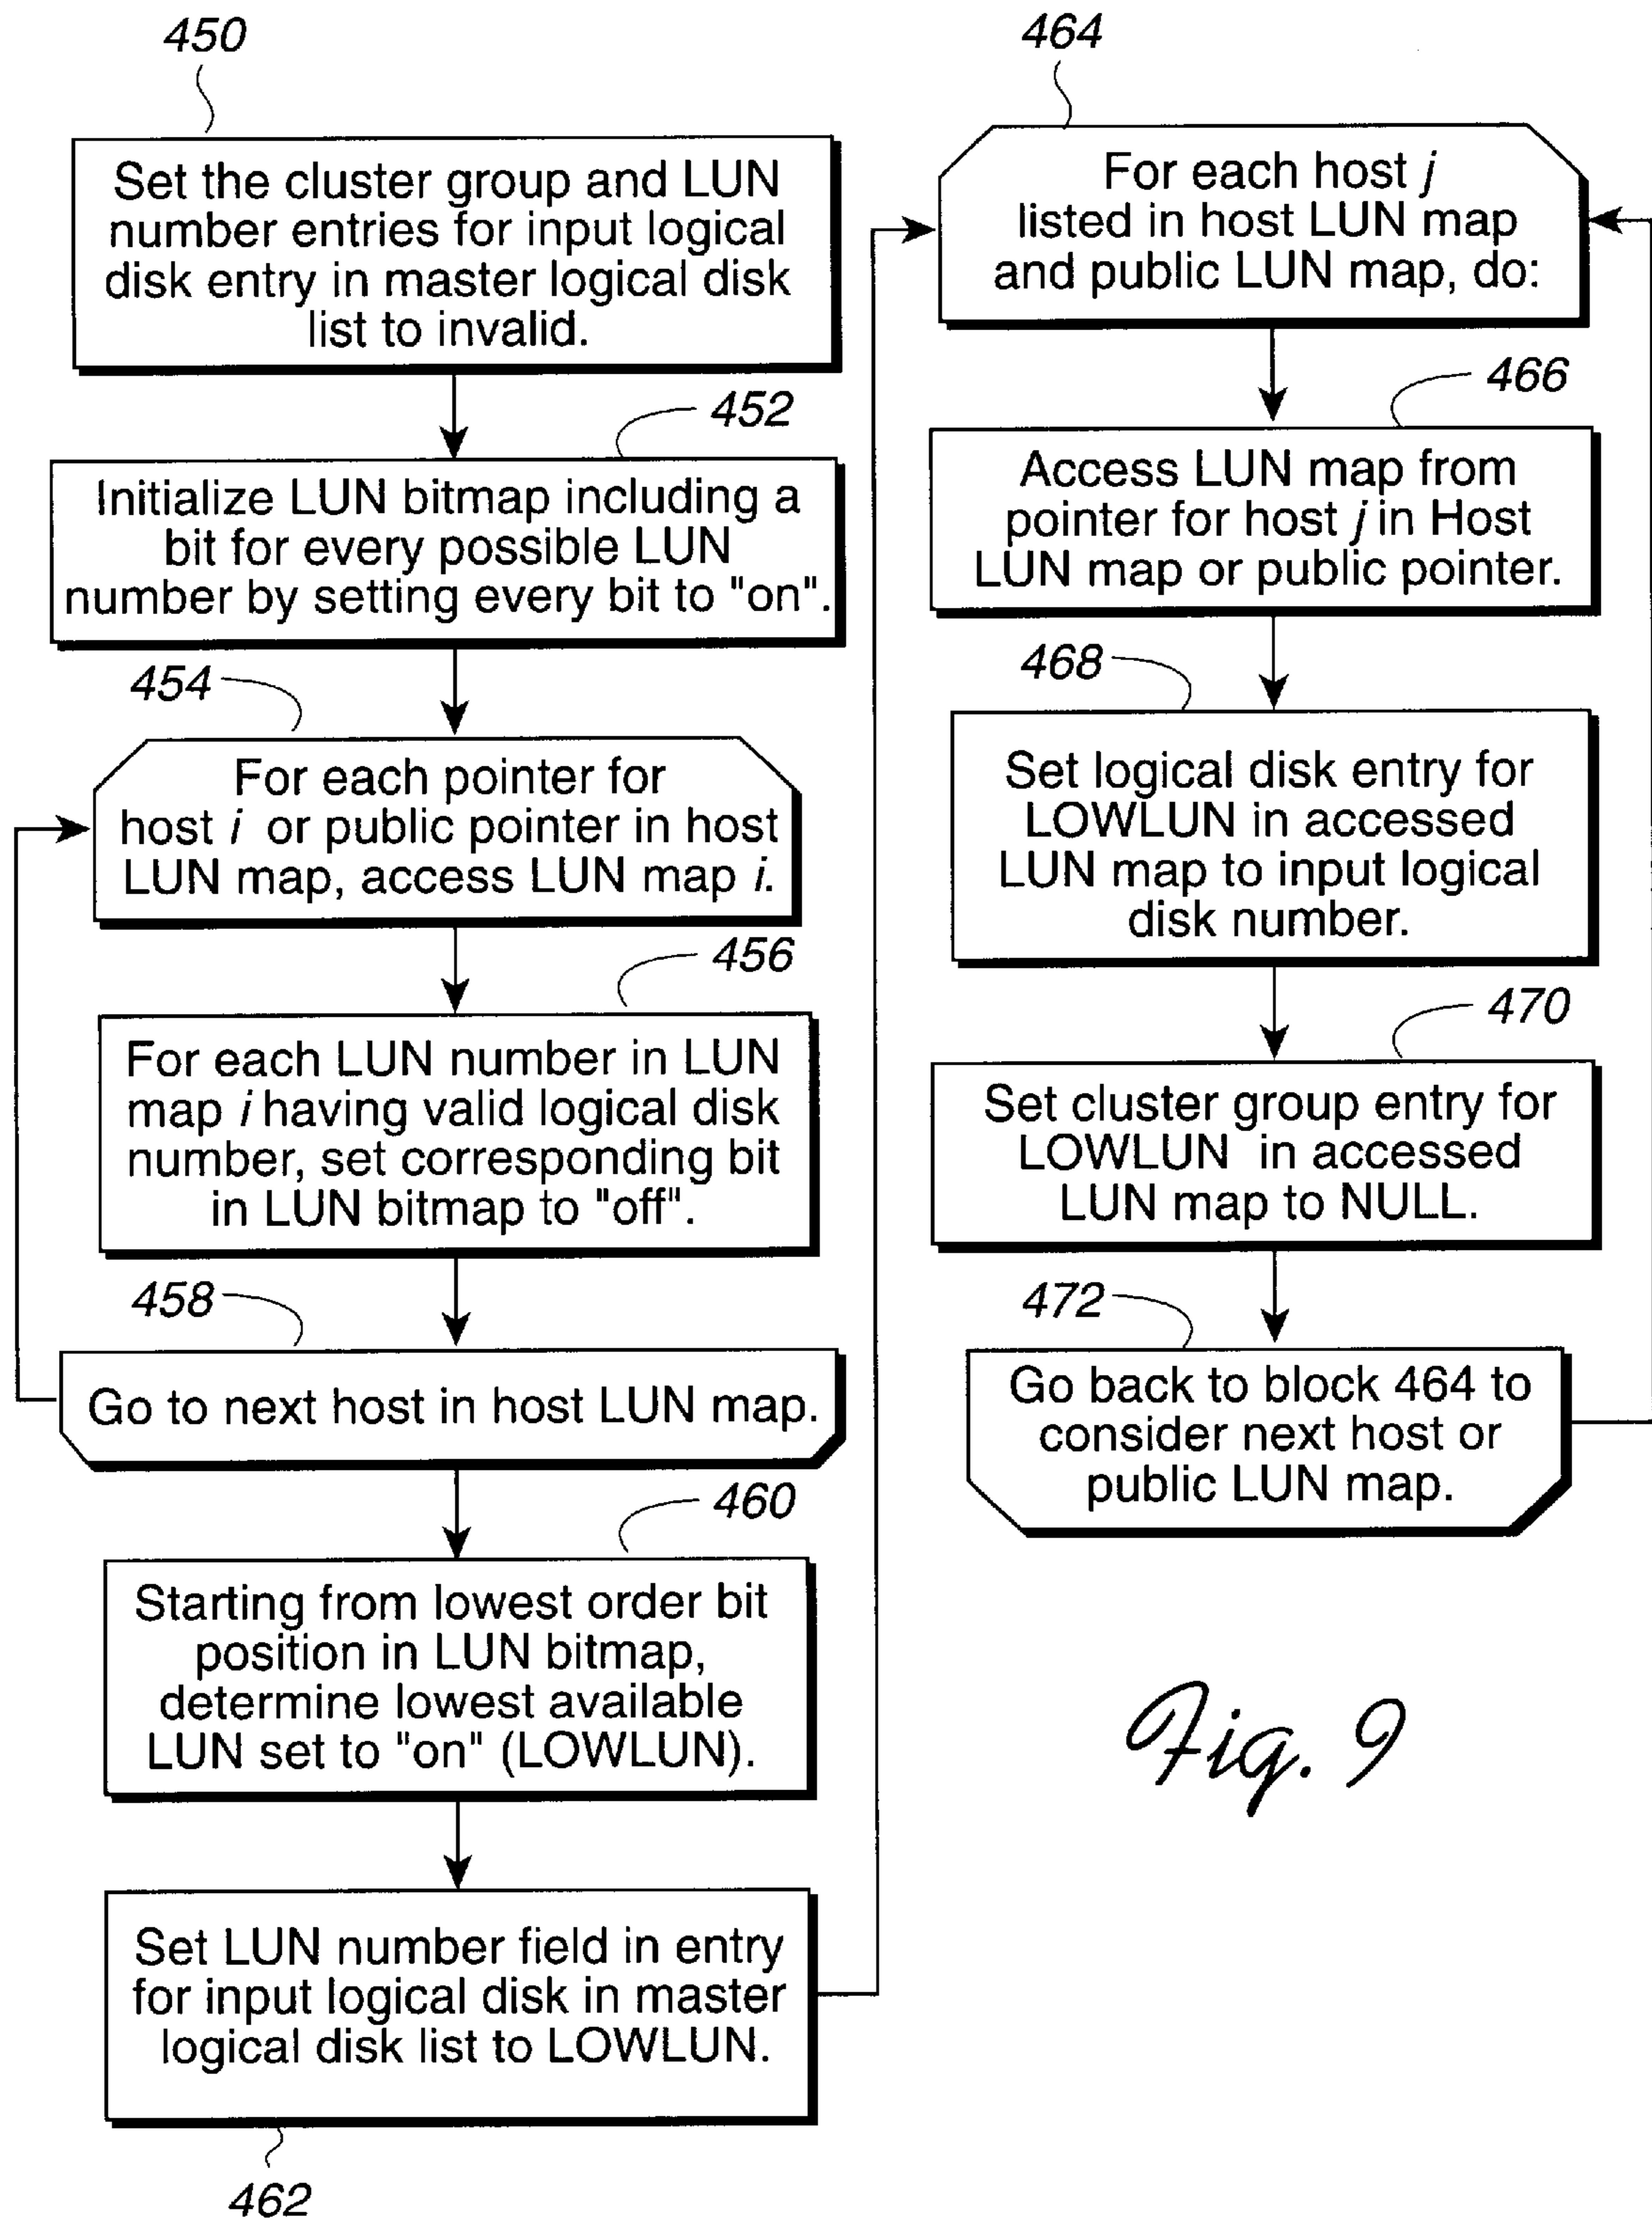 450
Set the cluster group and LUN
number entries for input logical
disk entry in master logical disk
list to invalid.
452
Initialize LUN bitmap including a
bit for every possible LUN
number by setting every bit to "on".
454
For each pointer for
host i or public pointer in host
LUN map, access LUN map i.
456
For each LUN number in LUN
map i having valid logical disk
number, set corresponding bit
in LUN bitmap to "off".
458
Go to next host in host LUN map.
460
Starting from lowest order bit
position in LUN bitmap,
determine lowest available
LUN set to "on" (LOWLUN).
Set LUN number field in entry
for input logical disk in master
logical disk list to LOWLUN.
462
464
For each host j
listed in host LUN map
and public LUN map, do:
466
Access LUN map from
pointer for host j in Host
LUN map or public pointer.
468
Set logical disk entry for
LOWLUN in accessed
LUN map to input logical
disk number.
470
Set cluster group entry for
LOWLUN in accessed
LUN map to NULL.
472
Go back to block 464 to
consider next host or
public LUN map.
Fig. 9